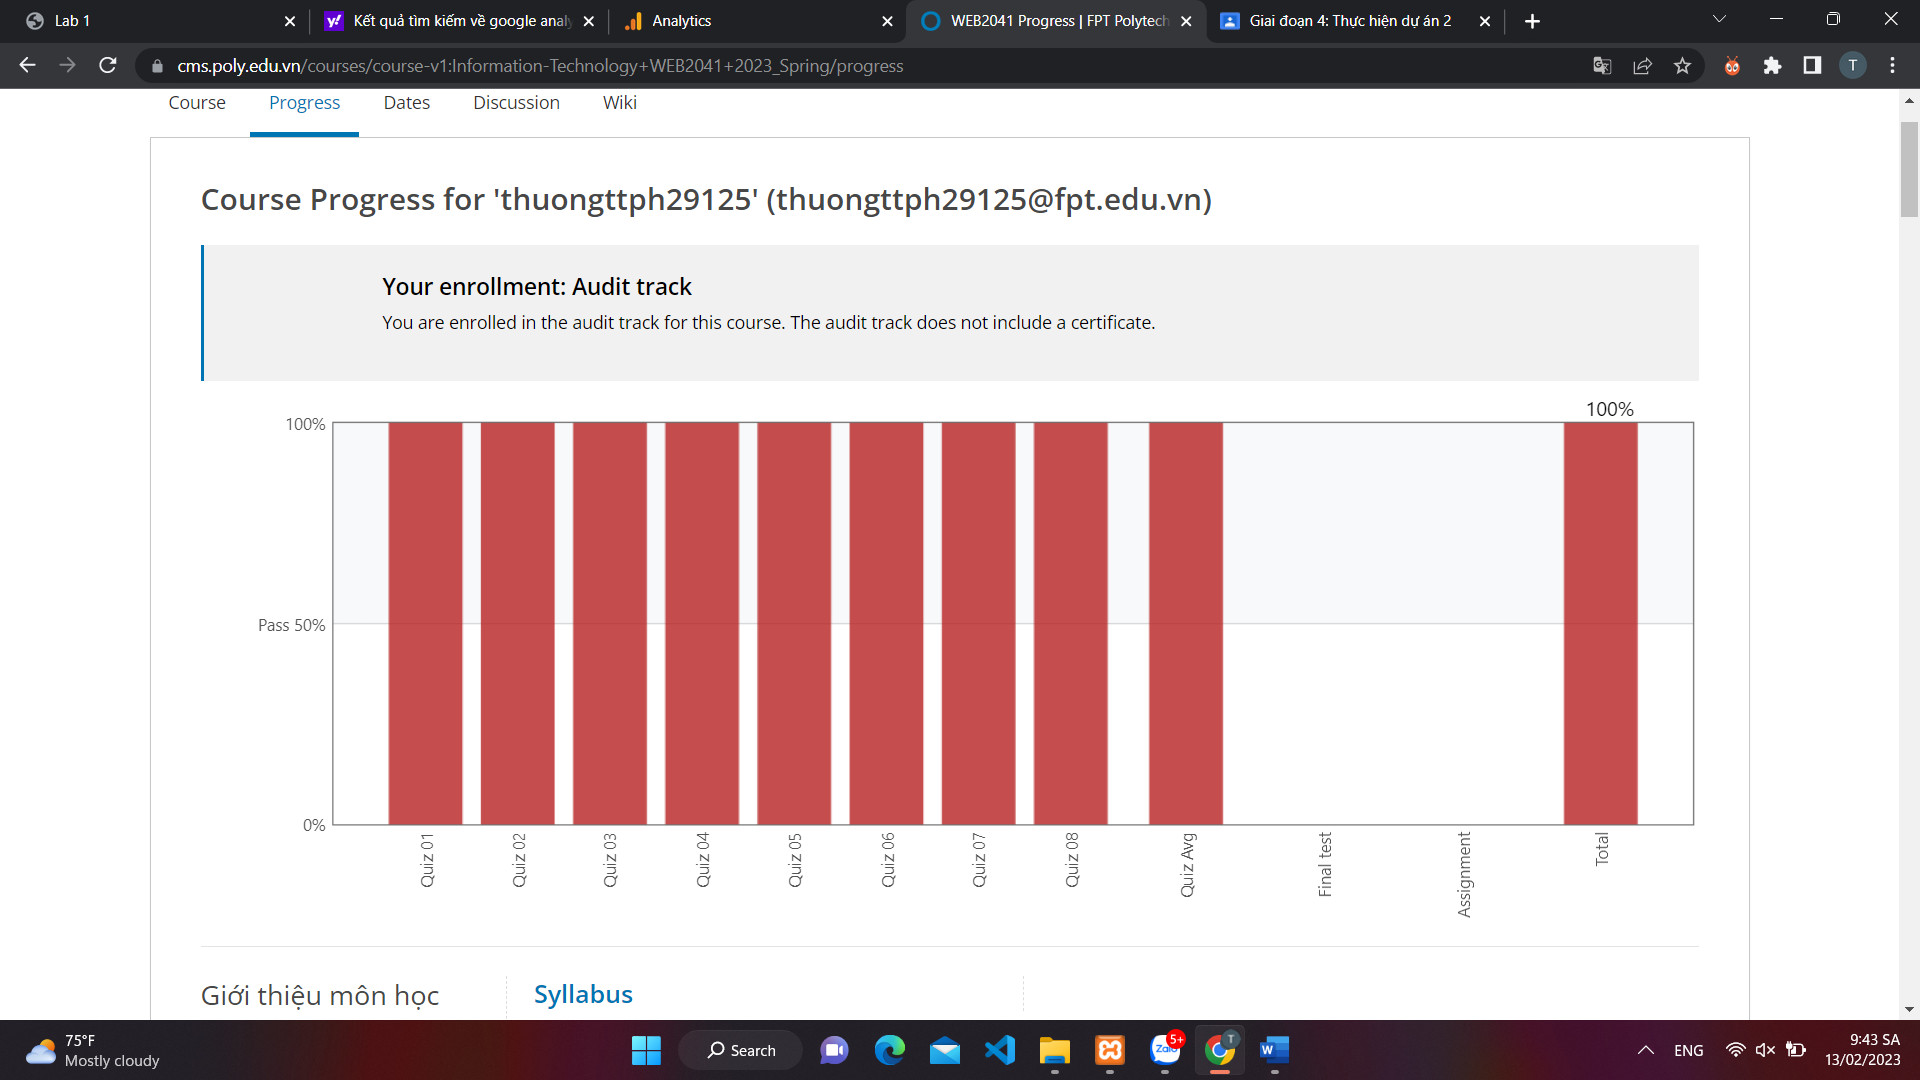 Lab 1
Kết quả tìm kiếm về google analy
Analytics
WEB2041 Progress | FPT Polytech
Giai đoạn 4: Thực hiện dự án 2
cms.poly.edu.vn/courses/course-v1:Information-Technology+WEB2041+2023_Spring/progress
T
Course
Progress
Dates
Discussion
Wiki
Course Progress for 'thuongttph29125' (thuongttph29125@fpt.edu.vn)
Your enrollment: Audit track
You are enrolled in the audit track for this course. The audit track does not include a certificate.
100%
100%
Pass 50%
0%
Quiz 01
Quiz 02
Quiz 03
Quiz 04
Quiz 05
Quiz 06
Quiz 07
Quiz 08
Quiz Avg
Final test
Assignment
Total
Giới thiệu môn học
Syllabus
75°F
Mostly cloudy
Search
Zalo
5+
T
W
ENG
9:43 SA
13/02/2023